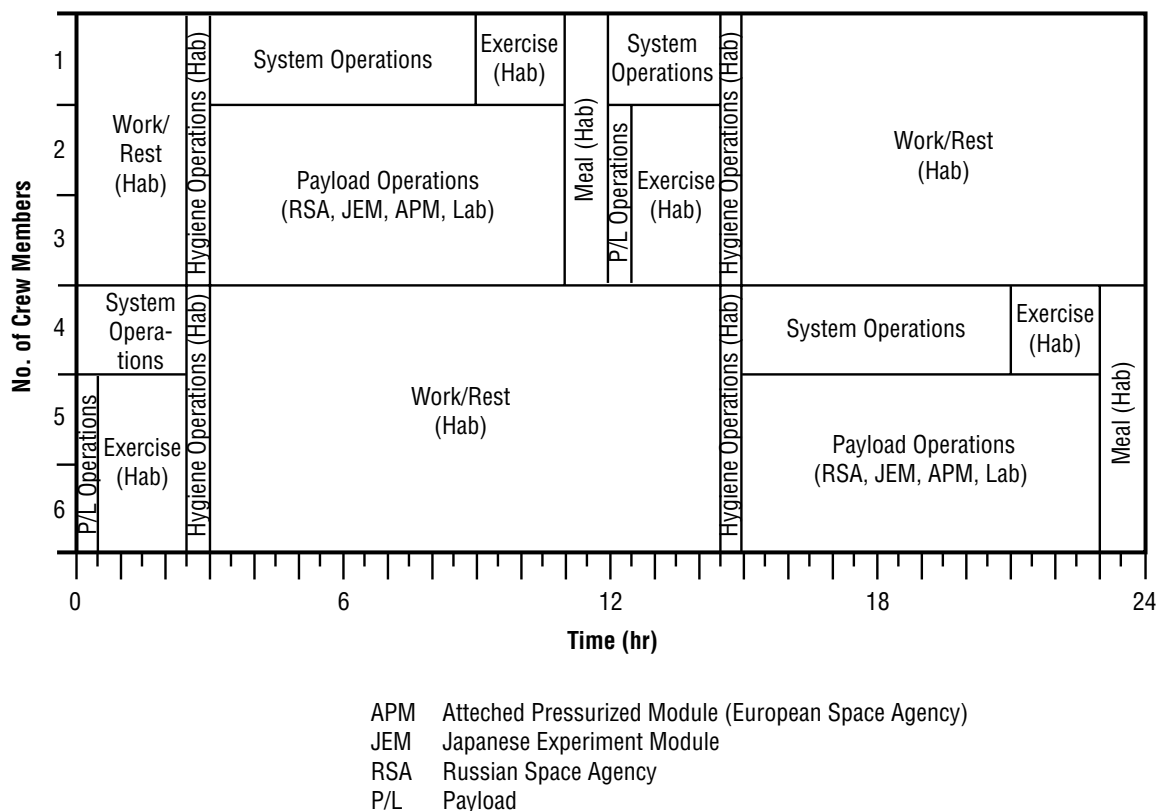 No. of Crew Members
1
2
3
4
5
6
Work/
Rest
(Hab)
Hygiene Operations (Hab)
System Operations
Exercise
(Hab)
Payload Operations
(RSA, JEM, APM, Lab)
Meal (Hab)
System
Operations
P/L Operations
Exercise
(Hab)
Hygiene Operations (Hab)
Work/Rest
(Hab)
System
Opera-
tions
P/L Operations
Exercise
(Hab)
Hygiene Operations (Hab)
Work/Rest
(Hab)
Hygiene Operations (Hab)
System Operations
Exercise
(Hab)
Payload Operations
(RSA, JEM, APM, Lab)
Meal (Hab)
0 6 12 18 24
Time (hr)
APM Atteched Pressurized Module (European Space Agency)
JEM Japanese Experiment Module
RSA Russian Space Agency
P/L Payload